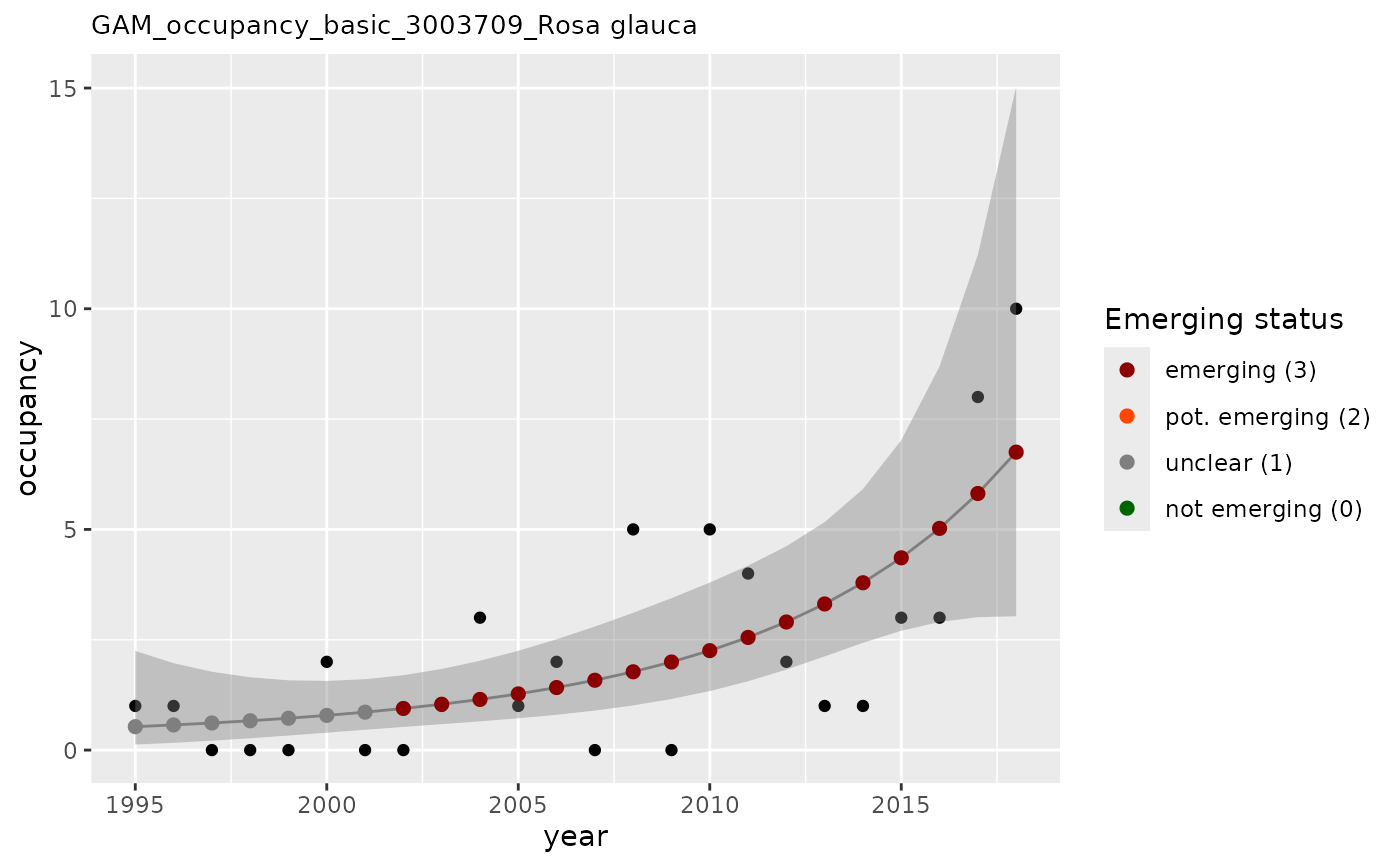 GAM_occupancy_basic_3003709_Rosa glauca
15
10
5
0
occupancy
1995 2000 2005 2010 2015
year
Emerging status
emerging (3)
pot. emerging (2)
unclear (1)
not emerging (0)